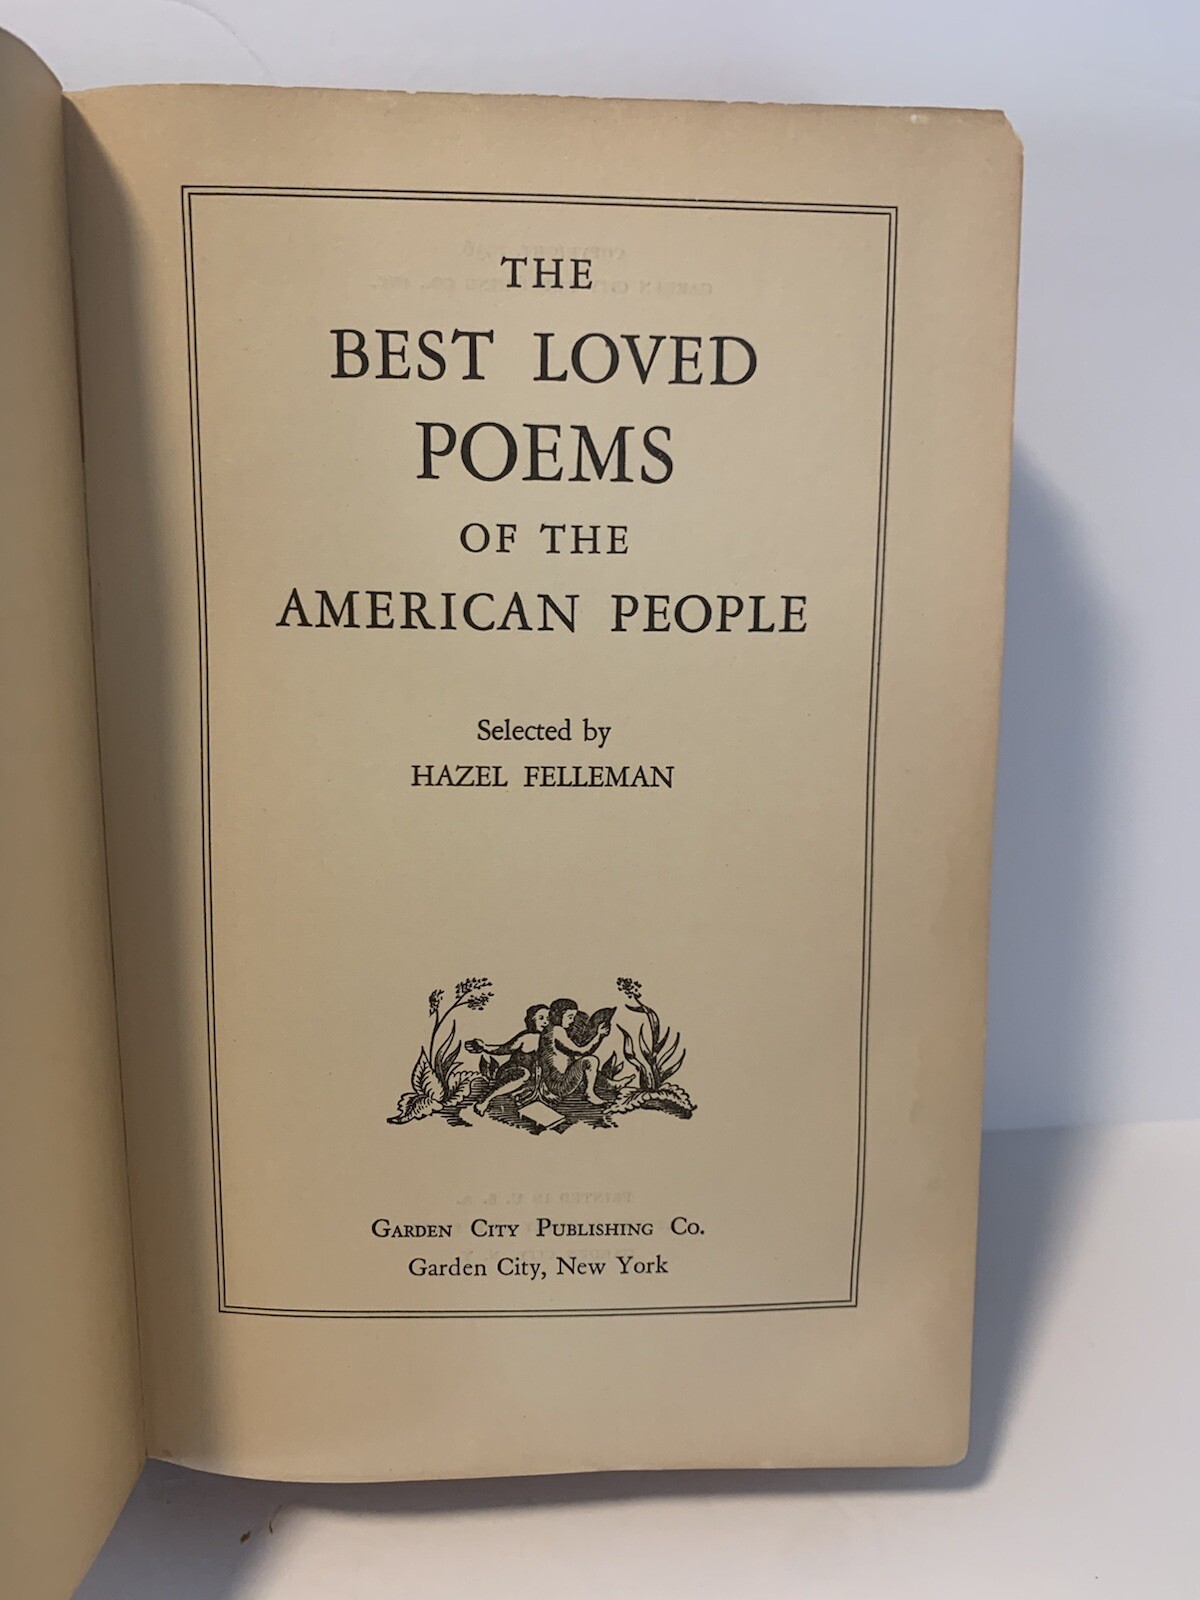 THE
BEST LOVED
POEMS
OF THE
AMERICAN PEOPLE
Selected by
HAZEL FELLEMAN
GARDEN CITY PUBLISHING CO.
Garden City, New York